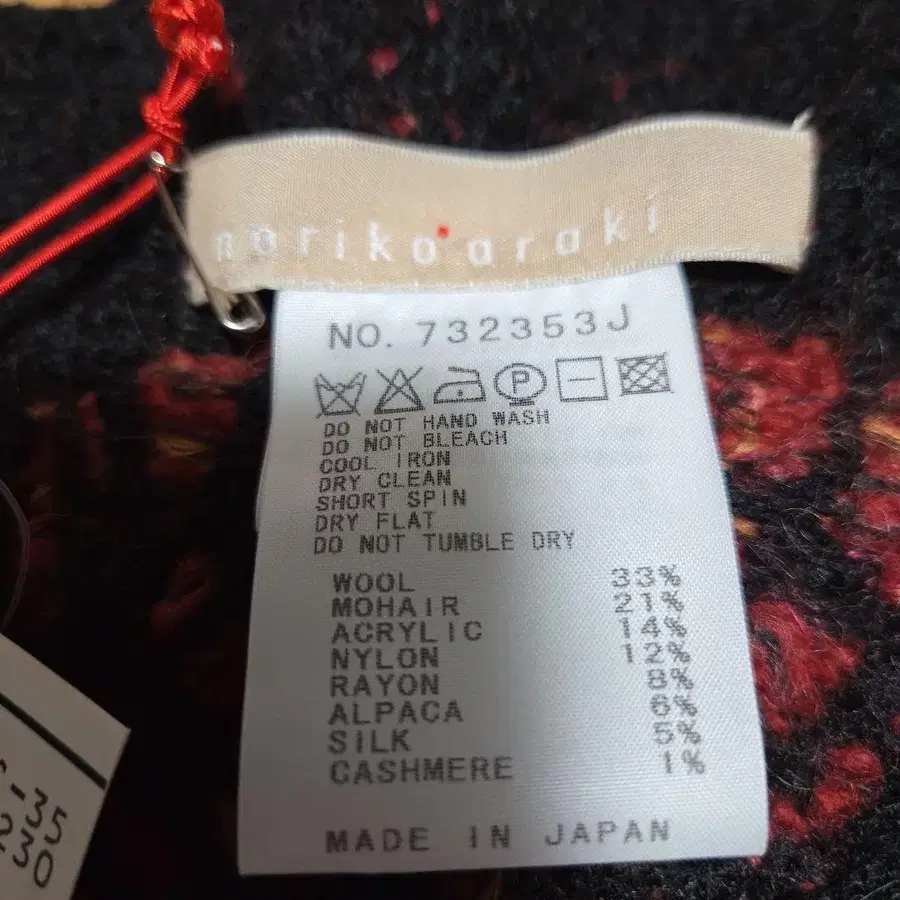 noriko araki
NO. 732353J
P
DO NOT HAND WASH
DO NOT BLEACH
COOL IRON
DRY CLEAN
SHORT SPIN
DRY FLAT
DO NOT TUMBLE DRY
WOOL 33%
MOHAIR 21%
ACRYLIC 14%
NYLON 12%
RAYON 8%
ALPACA 6%
SILK 5%
CASHMERE 1%
MADE IN JAPAN
-35
230